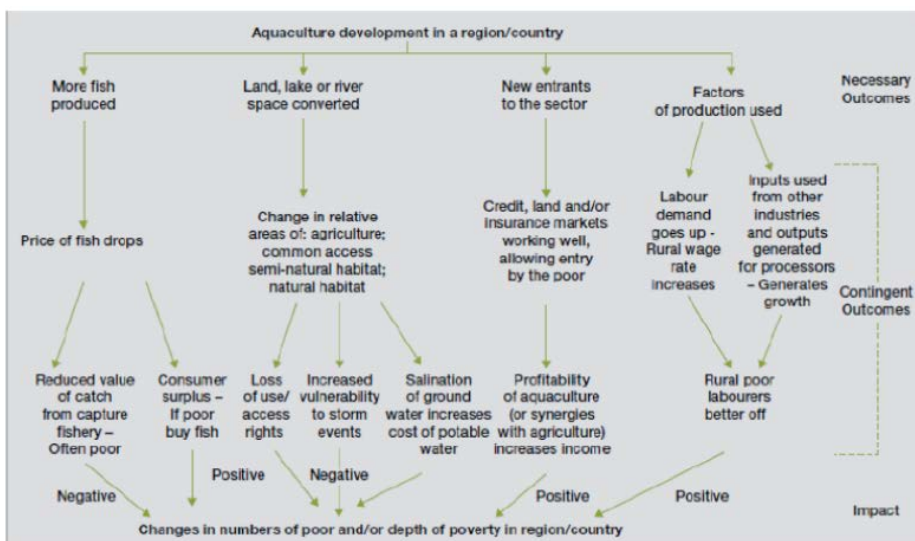 Aquaculture development in a region/country
More fish
produced
Land, lake or river
space converted
New entrants
to the sector
Factors
of production used
Necessary
Outcomes
Price of fish drops
Change in relative
areas of: agriculture;
common access
semi-natural habitat;
natural habitat
Credit, land and/or
insurance markets
working well,
allowing entry
by the poor
Labour
demand
goes up -
Rural wage
rate
increases
Inputs used
from other
industries
and outputs
generated
for processors
– Generates
growth
Contingent
Outcomes
Reduced value
of catch
from capture
fishery –
Often poor
Consumer
surplus –
If poor
buy fish
Loss
of use/
access
rights
Increased
vulnerability
to storm
events
Salination
of ground
water increases
cost of potable
water
Profitability
of aquaculture
(or synergies
with agriculture)
increases income
Rural poor
labourers
better off
Negative
Positive
Negative
Positive
Positive
Impact
Changes in numbers of poor and/or depth of poverty in region/country